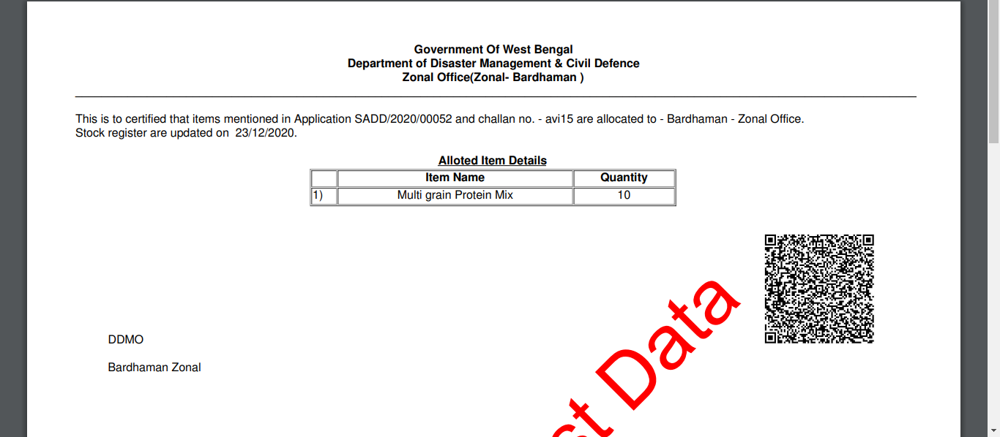 Government Of West Bengal
Department of Disaster Management & Civil Defence
Zonal Office(Zonal- Bardhaman )
This is to certified that items mentioned in Application SADD/2020/00052 and challan no. - avi15 are allocated to - Bardhaman - Zonal Office.
Stock register are updated on 23/12/2020.
Alloted Item Details
Item Name Quantity
1) Multi grain Protein Mix 10
DDMO
Bardhaman Zonal
Data